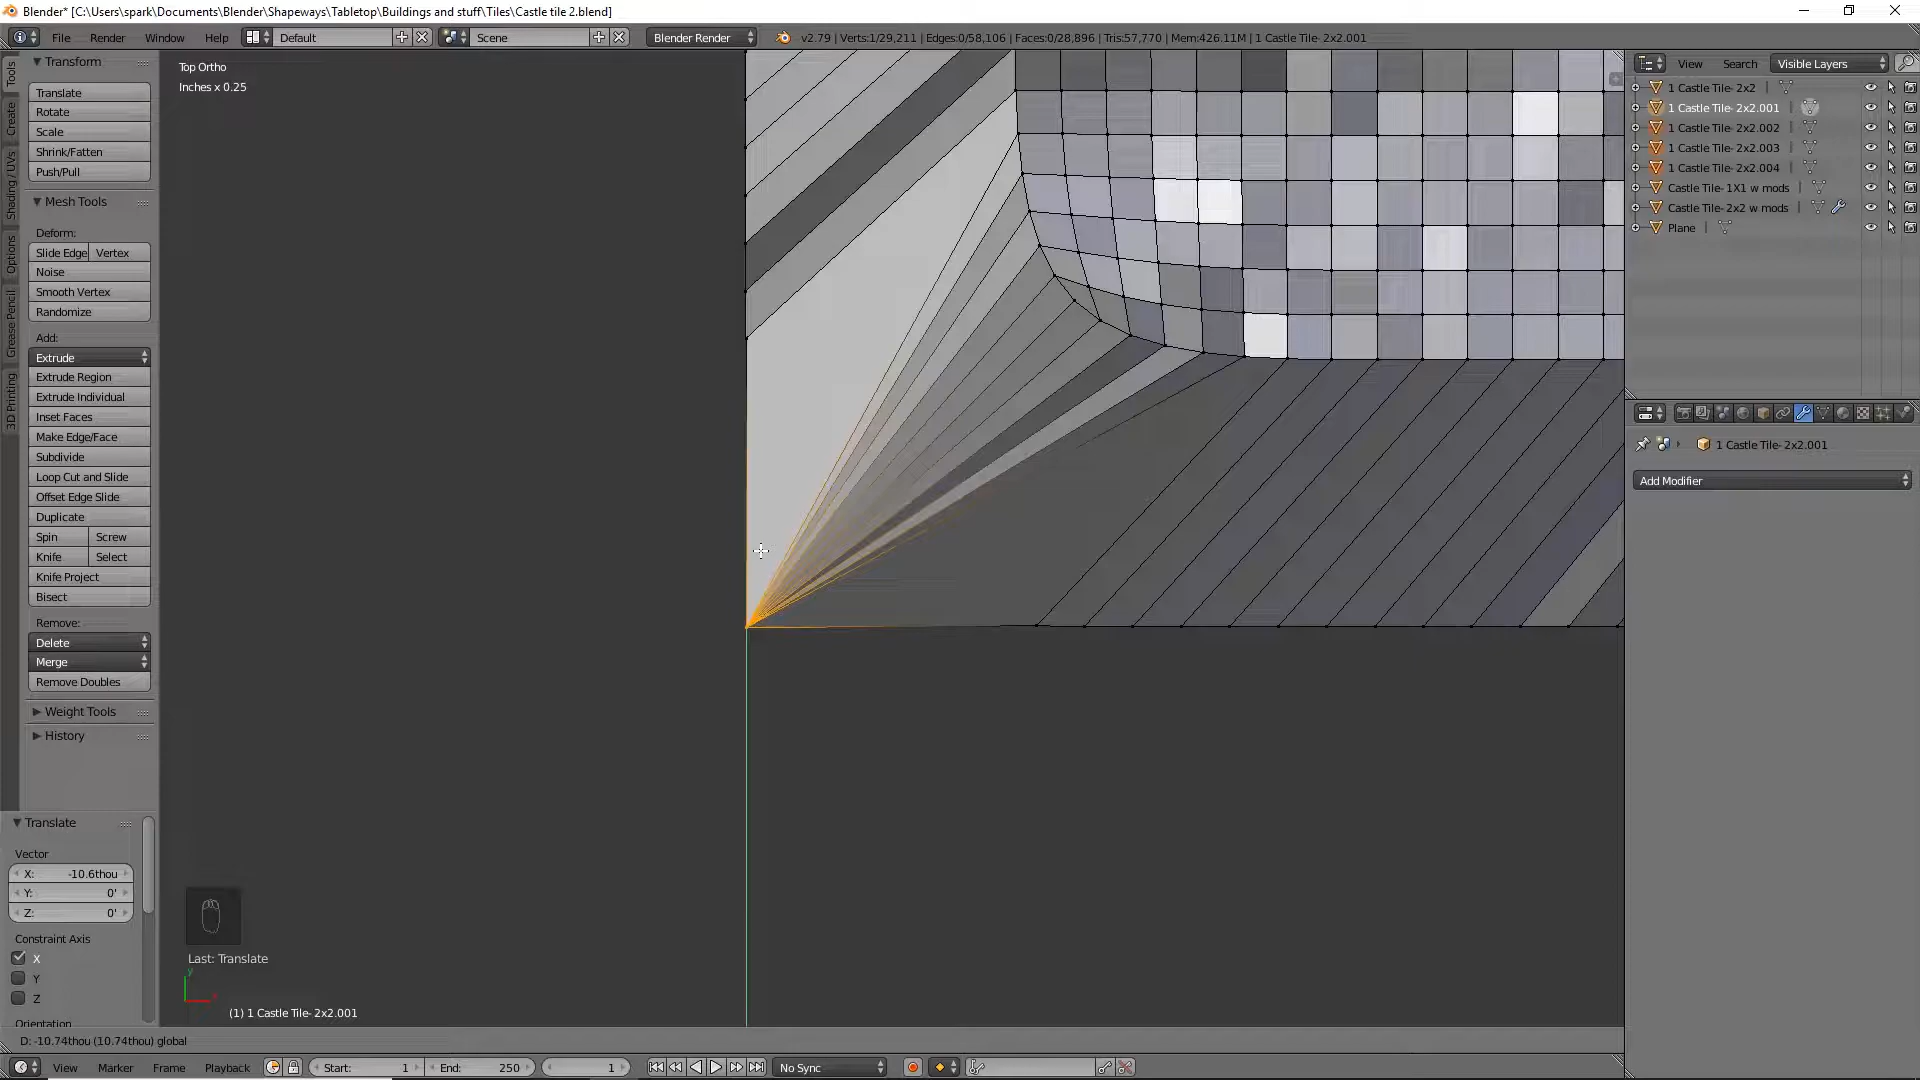 Blender* [C:\Users\spark\Documents\Blender\Shapeways\Tabletop\Buildings and stuff\Tiles\Castle tile 2.blend]
File Render Window Help Default Scene Blender Render v2.79 | Verts:1/29,211 | Edges:0/58,106 | Faces:0/28,896 | Tris:57,770 | Mem:426.11M | 1 Castle Tile- 2x2.001
Tools
Create
Shading / UVs
Options
Grease Pencil
3D Printing
Transform
Translate
Rotate
Scale
Shrink/Fatten
Push/Pull
Mesh Tools
Deform:
Slide Edge Vertex
Noise
Smooth Vertex
Randomize
Add:
Extrude
Extrude Region
Extrude Individual
Inset Faces
Make Edge/Face
Subdivide
Loop Cut and Slide
Offset Edge Slide
Duplicate
Spin Screw
Knife Select
Knife Project
Bisect
Remove:
Delete
Merge
Remove Doubles
Weight Tools
History
Translate
Vector
X: -10.6thou
Y: 0'
Z: 0'
Constraint Axis
X
Y
Z
Orientation
Top Ortho
Inches x 0.25
Last: Translate
y
(1) 1 Castle Tile- 2x2.001
View Search Visible Layers
1 Castle Tile- 2x2
1 Castle Tile- 2x2.001
1 Castle Tile- 2x2.002
1 Castle Tile- 2x2.003
1 Castle Tile- 2x2.004
Castle Tile- 1X1 w mods
Castle Tile- 2x2 w mods
Plane
1 Castle Tile- 2x2.001
Add Modifier
D: -10.74thou (10.74thou) global
View Marker Frame Playback Start: 1 End: 250 1 No Sync